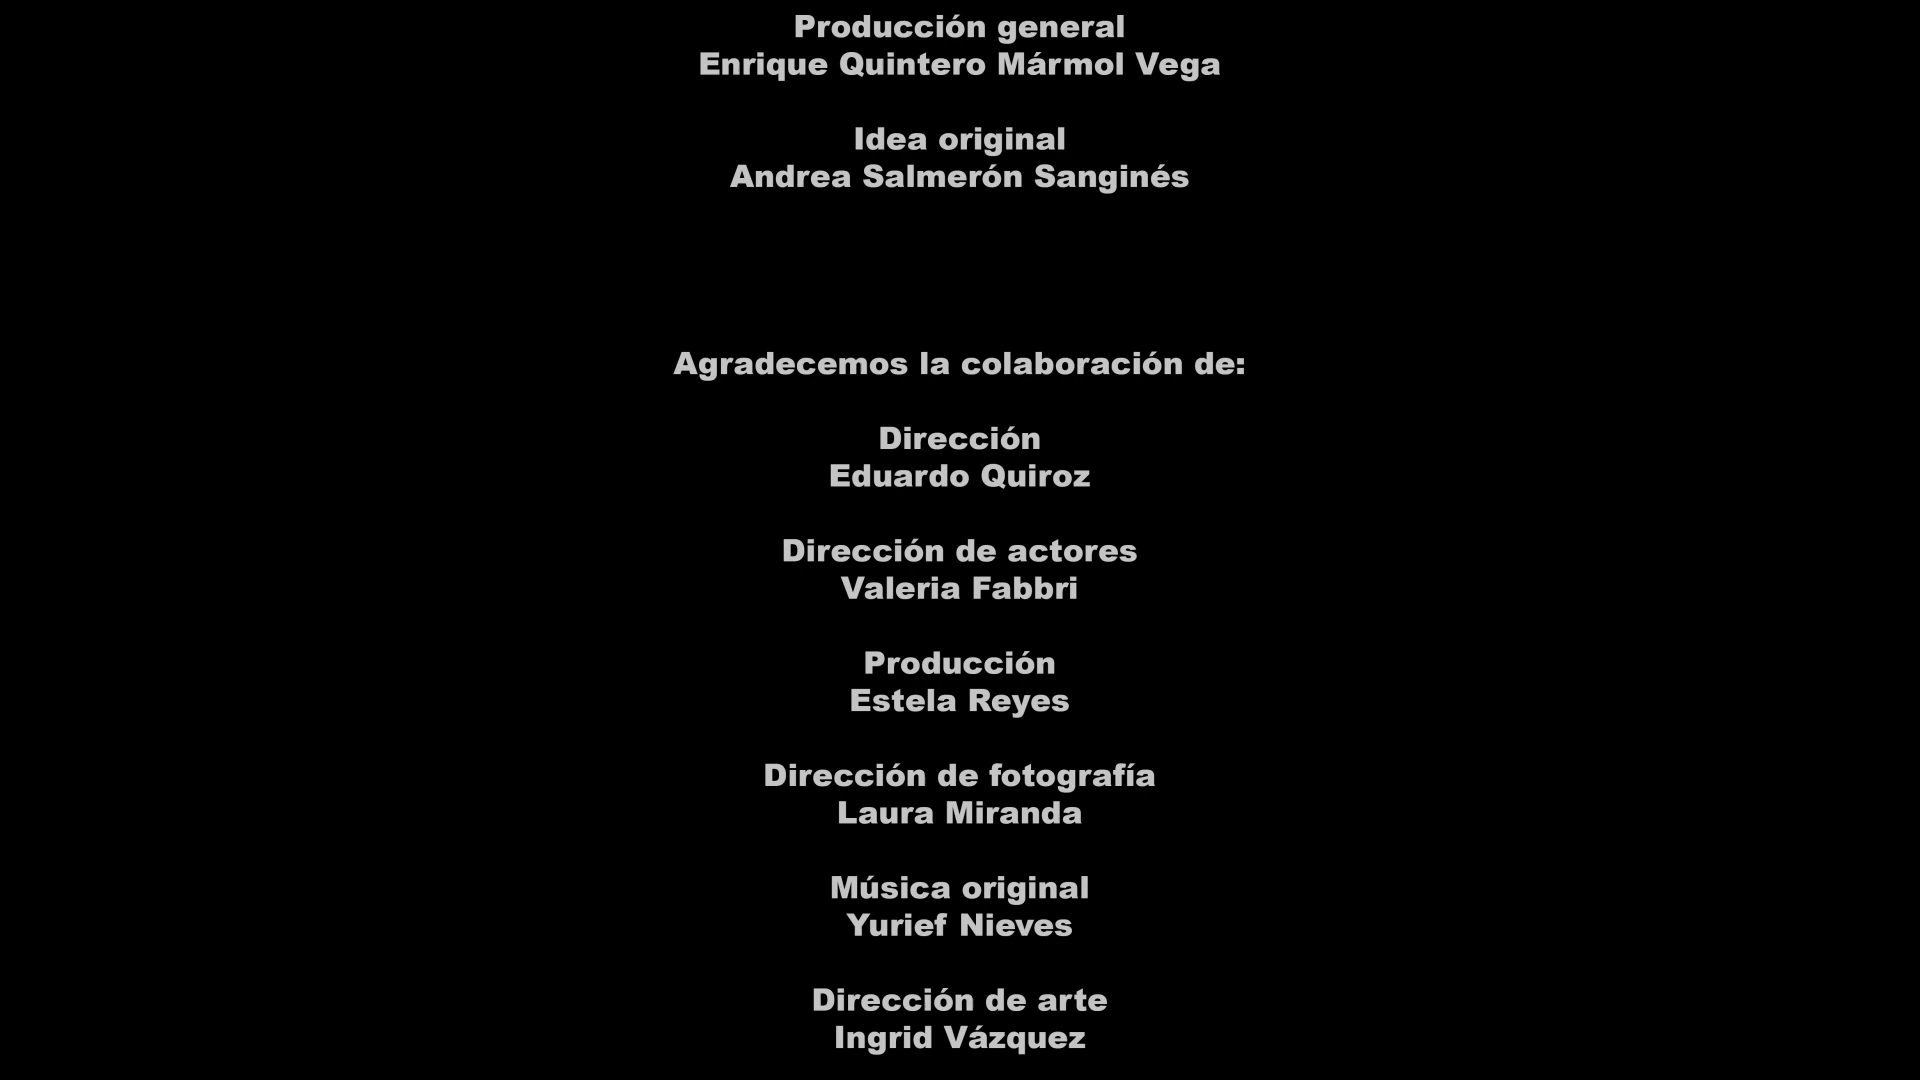 Producción general
Enrique Quintero Mármol Vega
Idea original
Andrea Salmerón Sanginés
Agradecemos la colaboración de:
Dirección
Eduardo Quiroz
Dirección de actores
Valeria Fabbri
Producción
Estela Reyes
Dirección de fotografía
Laura Miranda
Música original
Yurief Nieves
Dirección de arte
Ingrid Vázquez